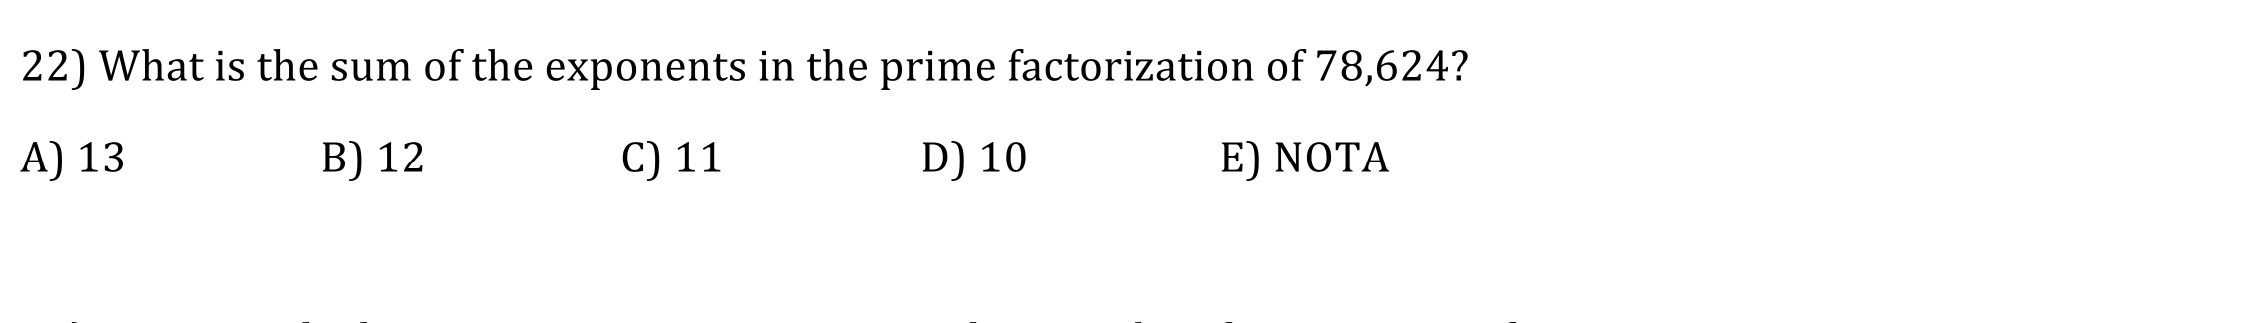 22) What is the sum of the exponents in the prime factorization of 78,624?
A) 13 B) 12 C) 11 D) 10 E) NOTA